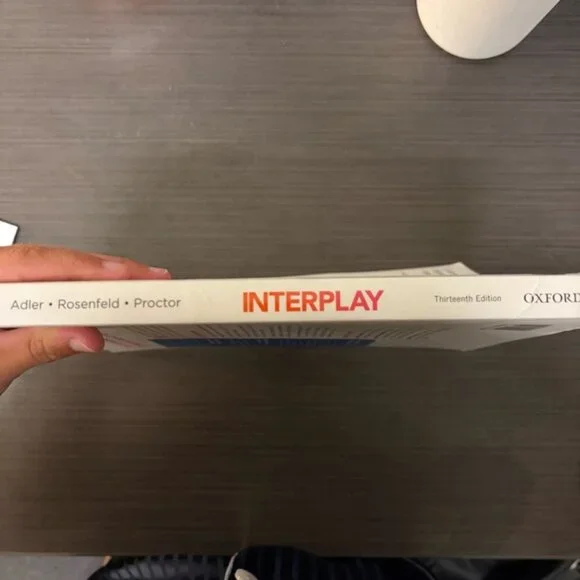 Adler • Rosenfeld • Proctor INTERPLAY Thirteenth Edition OXFORD